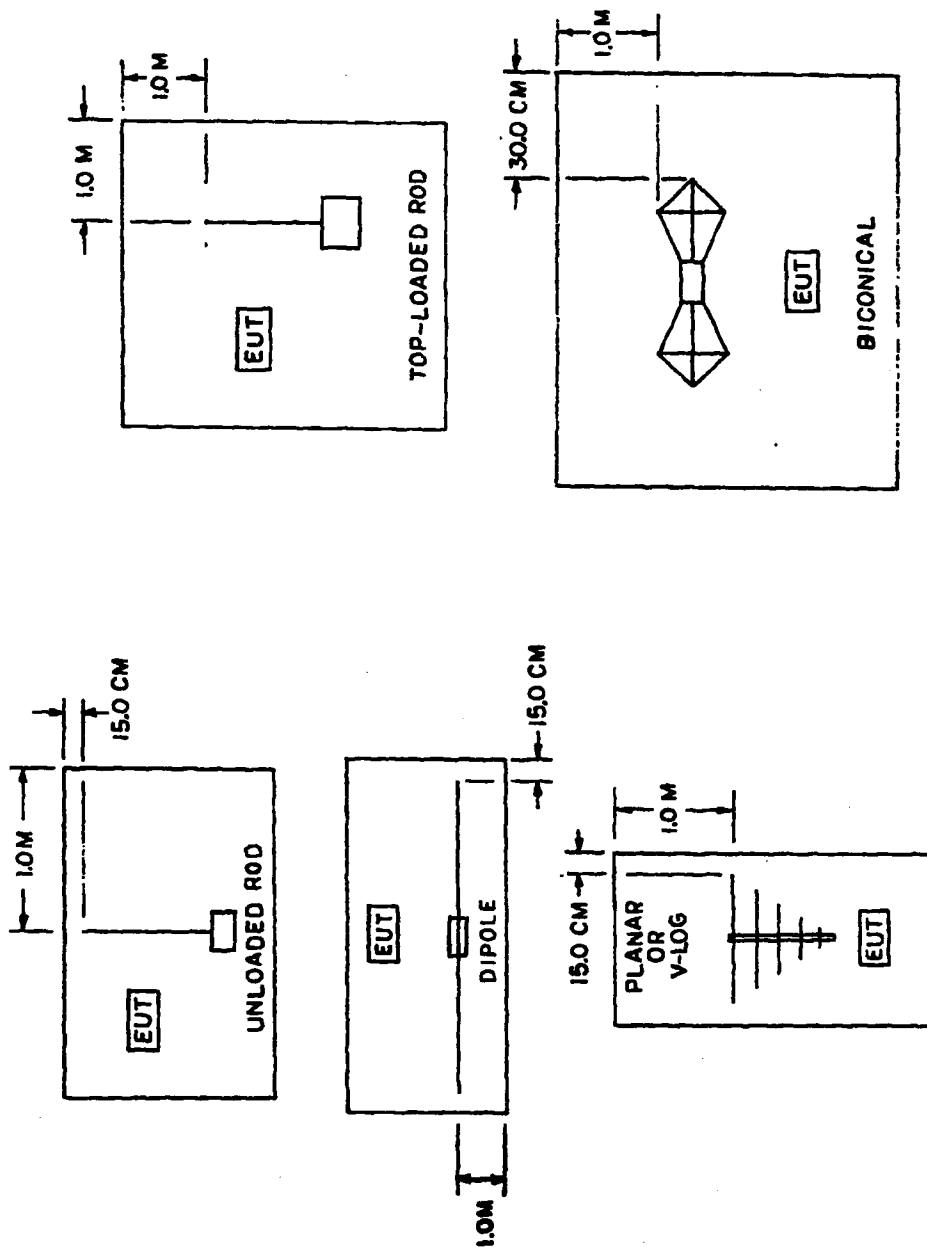 1.0 M
1.0 M
EUT
TOP-LOADED ROD
30.0 CM
1.0 M
EUT
BICONICAL
1.0M
15.0 CM
EUT
UNLOADED ROD
15.0 CM
EUT
DIPOLE
1.0M
15.0 CM
1.0 M
PLANAR
OR
V-LOG
EUT